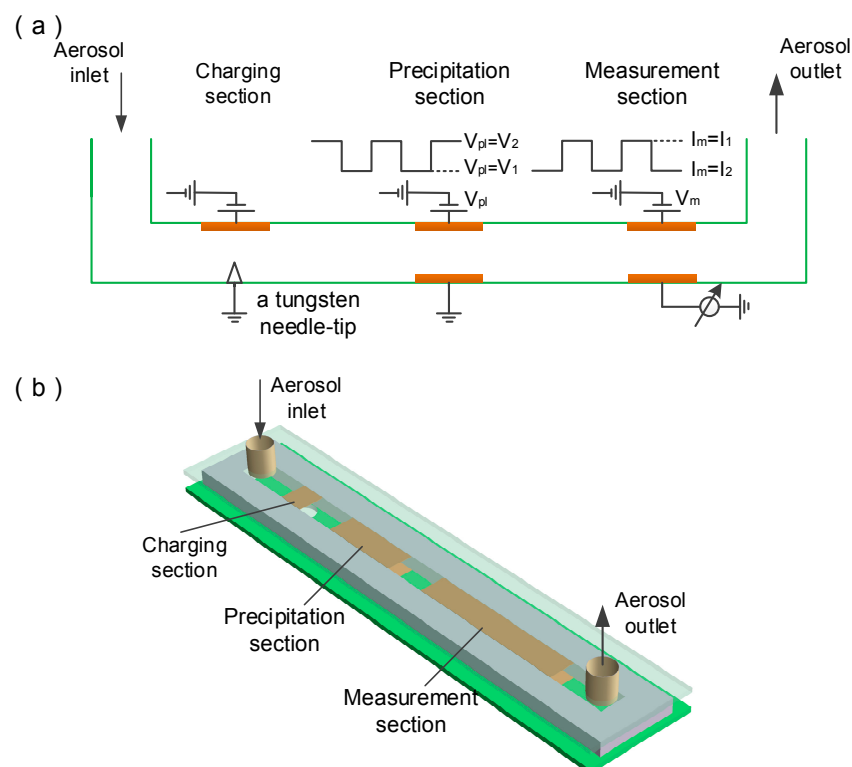 ( a )
Aerosol
inlet
Charging
section
Precipitation
section
Measurement
section
Aerosol
outlet
Vpl=V2
Vpl=V1
Im=I1
Im=I2
Vpl
Vm
a tungsten
needle-tip
( b )
Aerosol
inlet
Charging
section
Precipitation
section
Measurement
section
Aerosol
outlet